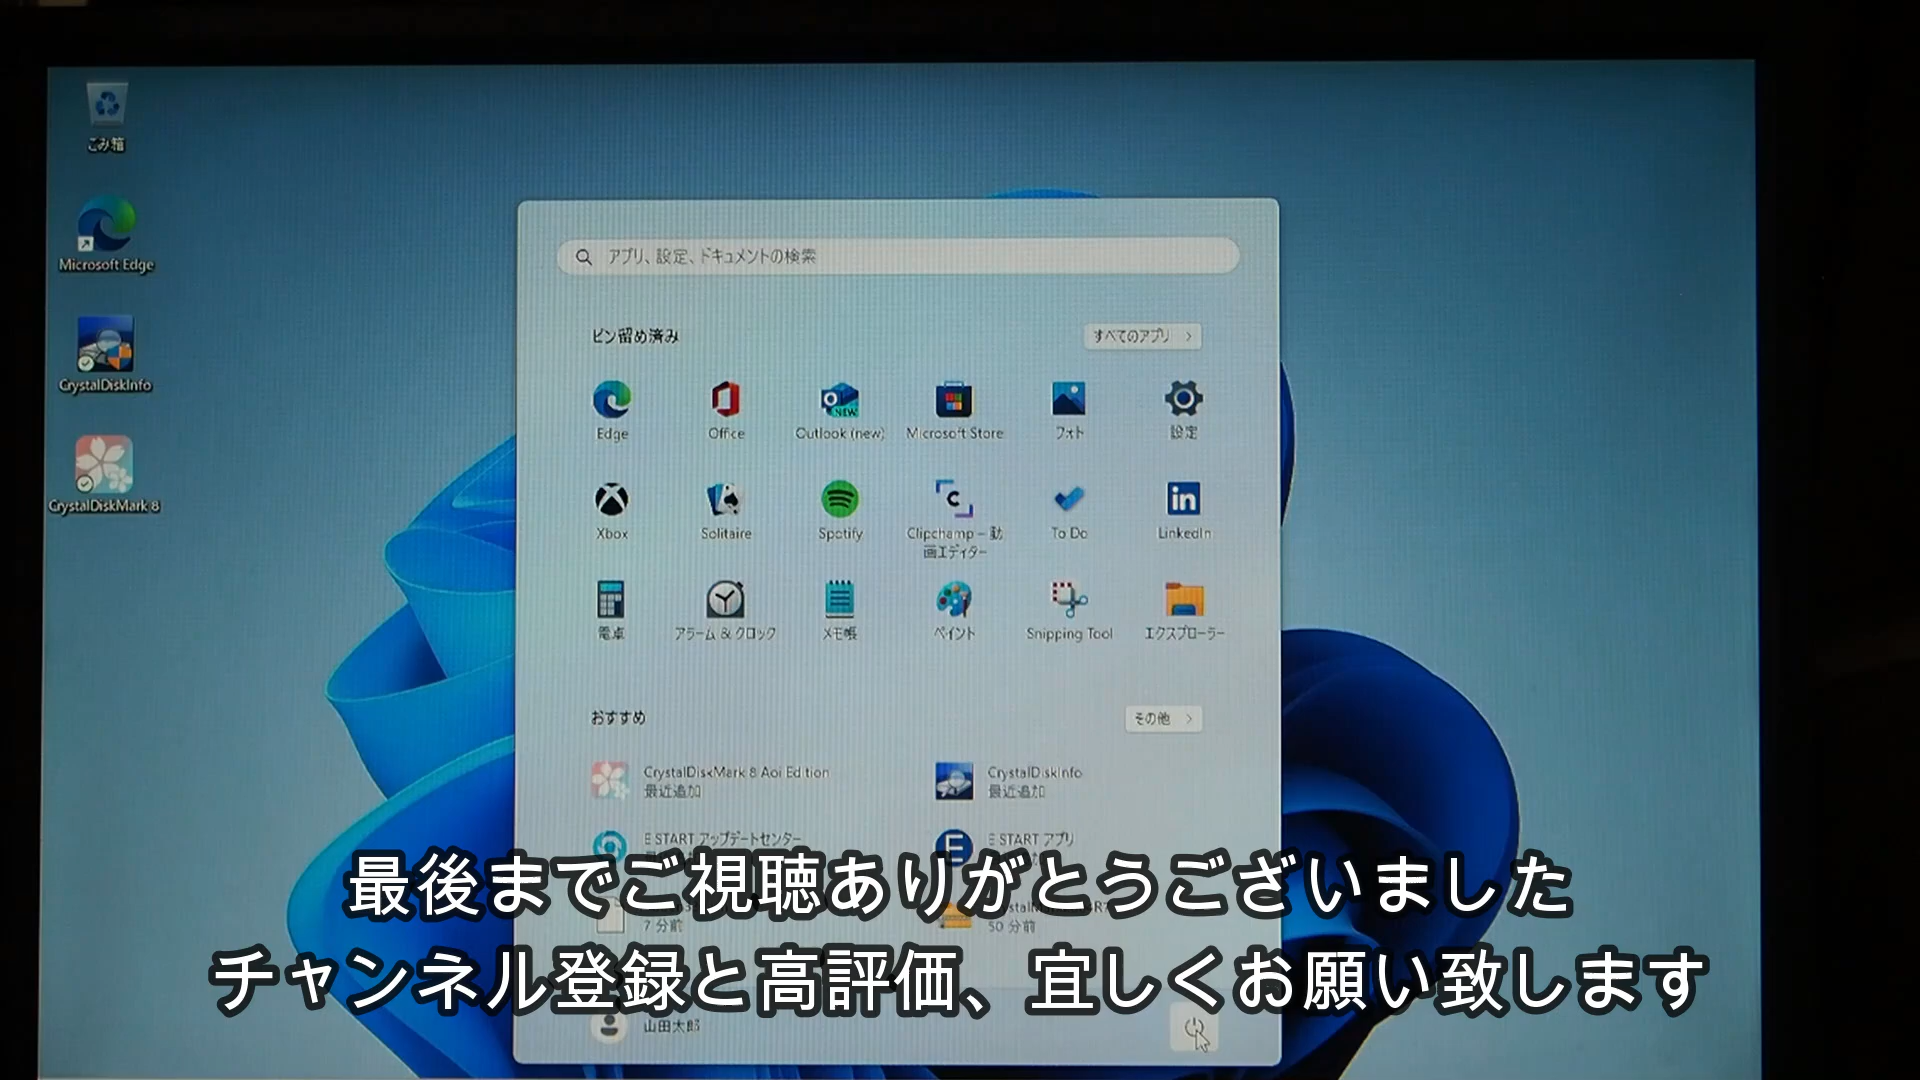 ごみ箱
Microsoft Edge
CrystalDiskInfo
CrystalDiskMark 8
アプリ、設定、ドキュメントの検索
ピン留め済み
すべてのアプリ
Edge
Office
Outlook (new)
Microsoft Store
フォト
設定
Xbox
Solitaire
Spotify
Clipchamp – 動
画エディター
To Do
LinkedIn
電卓
アラーム & クロック
メモ帳
ペイント
Snipping Tool
エクスプローラー
おすすめ
その他
CrystalDiskMark 8 Aoi Edition
最近追加
CrystalDiskInfo
最近追加
E START アップデートセンター
E START アプリ
7 分前
50 分前
最後までご視聴ありがとうございました
チャンネル登録と高評価、宜しくお願い致します
山田太郎